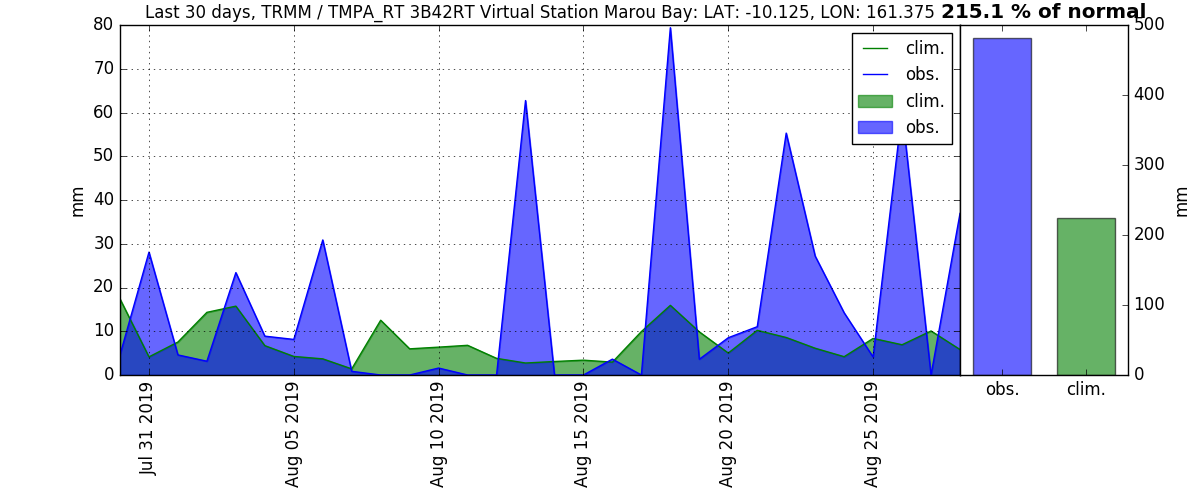 Last 30 days, TRMM / TMPA_RT 3B42RT Virtual Station Marou Bay: LAT: -10.125, LON: 161.375 215.1 % of normal
80
70
60
50
40
30
20
10
0
mm
clim.
obs.
clim.
obs.
500
400
300
200
100
0
mm
Jul 31 2019
Aug 05 2019
Aug 10 2019
Aug 15 2019
Aug 20 2019
Aug 25 2019
obs.
clim.